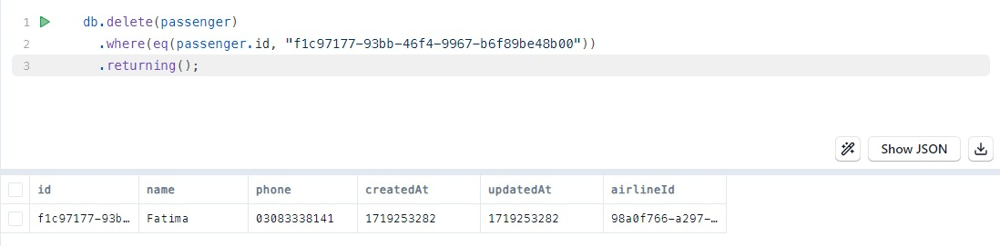 1 db.delete(passenger)
2 .where(eq(passenger.id, "f1c97177-93bb-46f4-9967-b6f89be48b00"))
3 .returning();
Show JSON
id name phone createdAt updatedAt airlineId
f1c97177-93b… Fatima 03083338141 1719253282 1719253282 98a0f766-a297-…